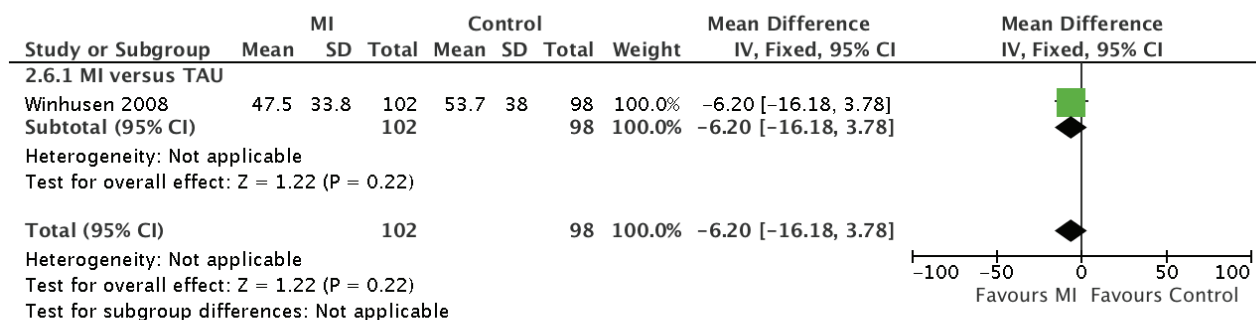 MI Control Mean Difference Mean Difference
Study or Subgroup Mean SD Total Mean SD Total Weight IV, Fixed, 95% CI IV, Fixed, 95% CI
2.6.1 MI versus TAU
Winhusen 2008 47.5 33.8 102 53.7 38 98 100.0% −6.20 [−16.18, 3.78]
Subtotal (95% CI) 102 98 100.0% −6.20 [−16.18, 3.78]
Heterogeneity: Not applicable
Test for overall effect: Z = 1.22 (P = 0.22)
Total (95% CI) 102 98 100.0% −6.20 [−16.18, 3.78]
Heterogeneity: Not applicable
Test for overall effect: Z = 1.22 (P = 0.22)
Test for subgroup differences: Not applicable
−100 −50 0 50 100
Favours MI Favours Control